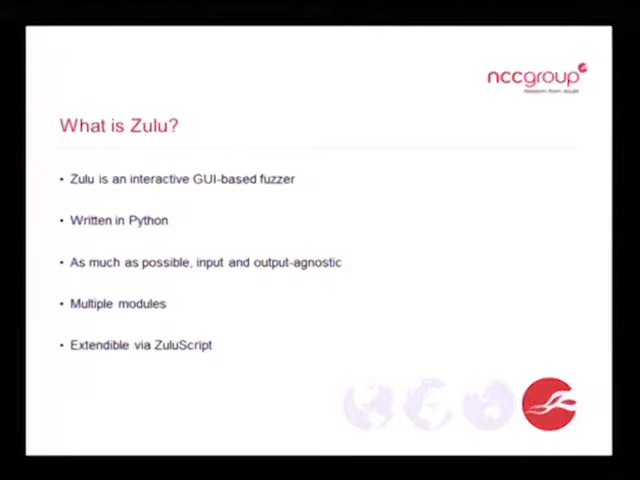 nccgroup
What is Zulu?
• Zulu is an interactive GUI-based fuzzer
• Written in Python
• As much as possible, input and output-agnostic
• Multiple modules
• Extendible via ZuluScript